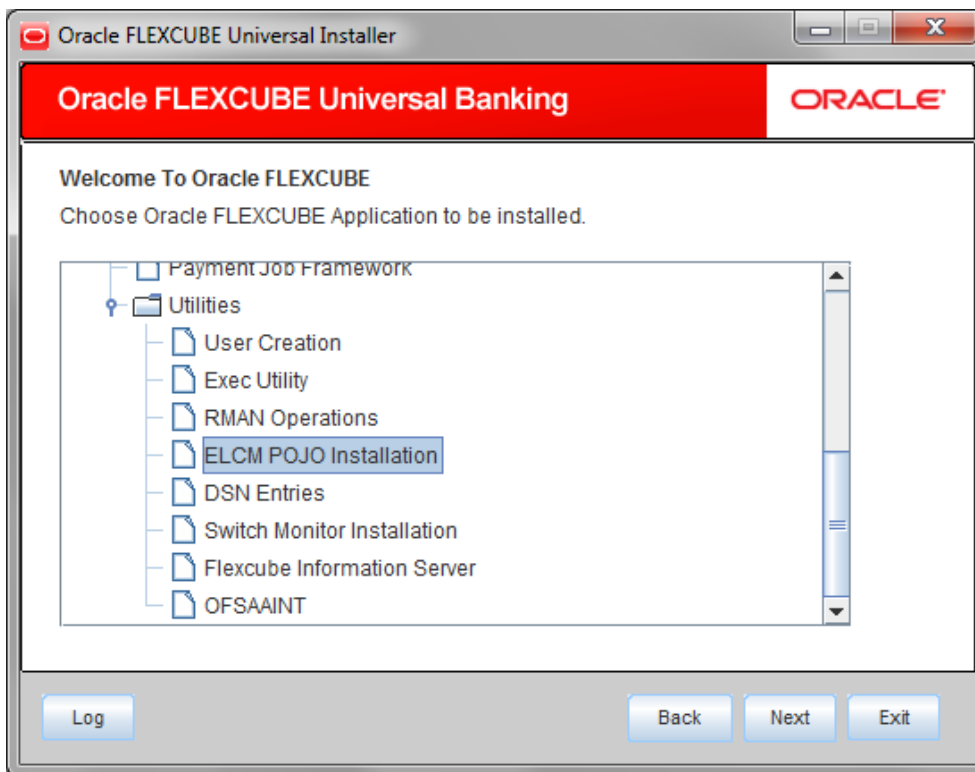 Oracle FLEXCUBE Universal Installer
Oracle FLEXCUBE Universal Banking
ORACLE
Welcome To Oracle FLEXCUBE
Choose Oracle FLEXCUBE Application to be installed.
Payment Job Framework
Utilities
User Creation
Exec Utility
RMAN Operations
ELCM POJO Installation
DSN Entries
Switch Monitor Installation
Flexcube Information Server
OFSAAINT
Log Back Next Exit